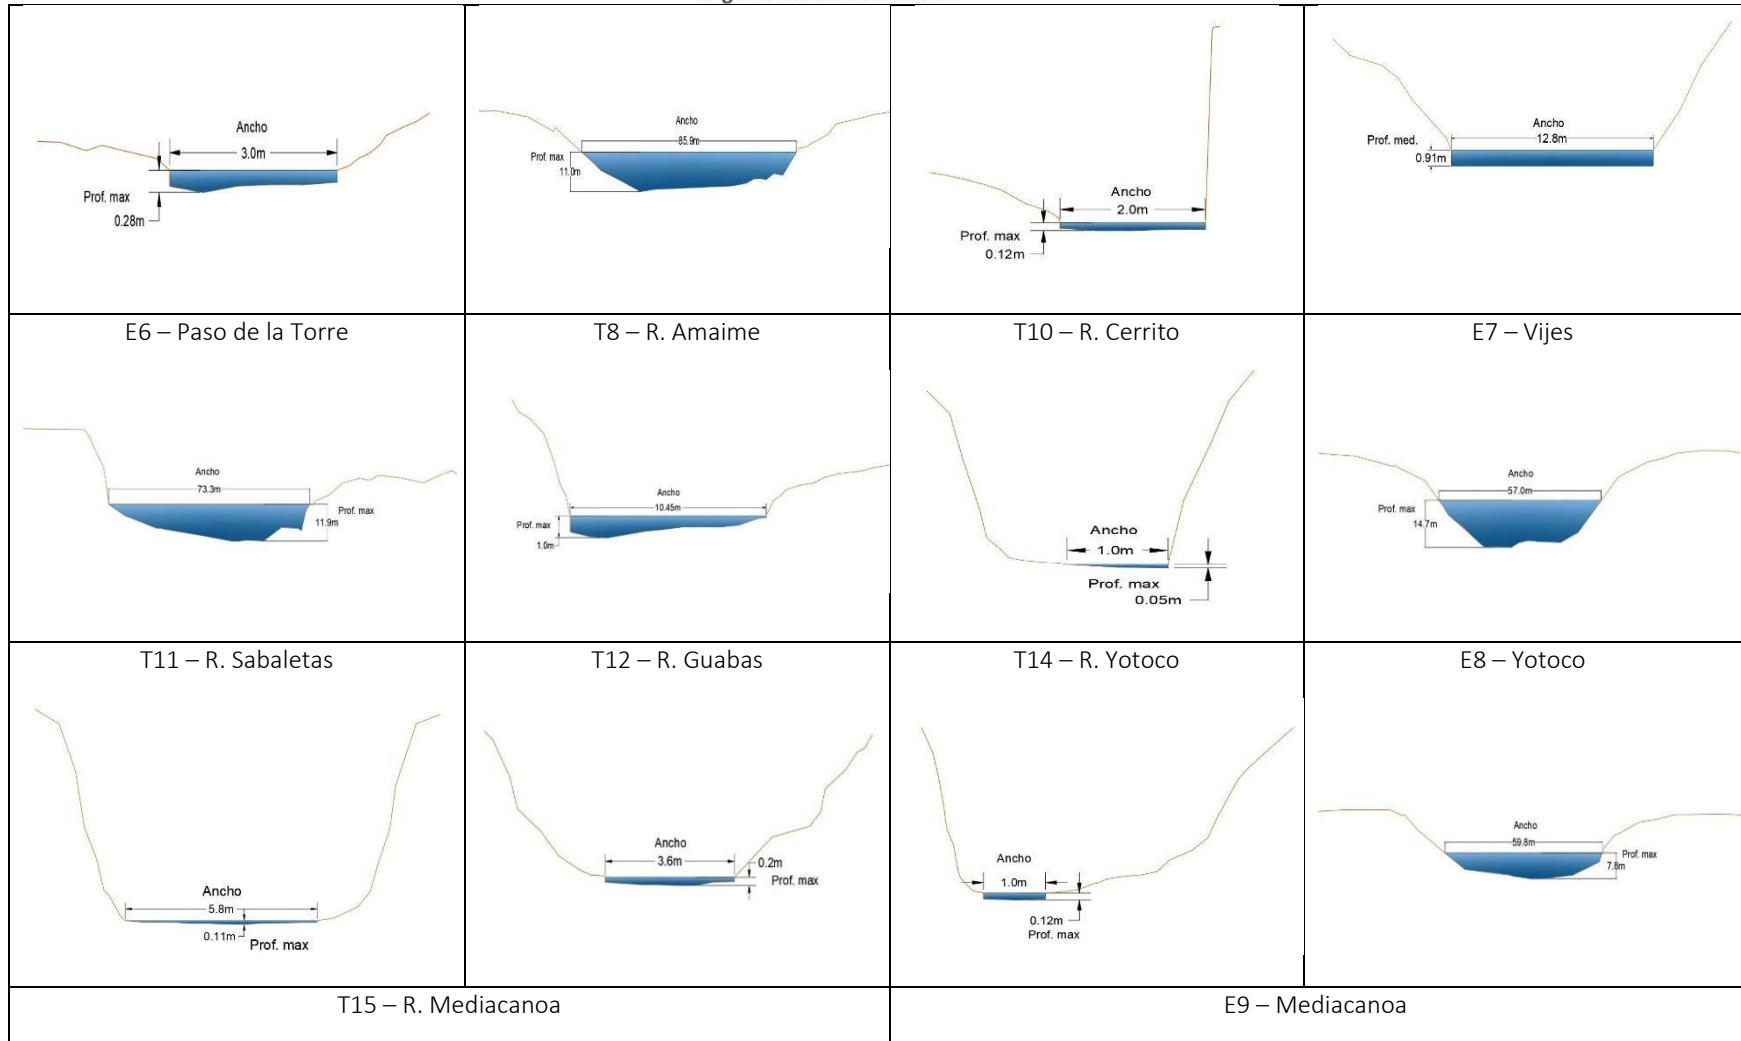 Ancho
3.0m
Prof. max
0.28m
Ancho
85.9m
Prof. max
11.0m
Ancho
2.0m
Prof. max
0.12m
Ancho
12.8m
Prof. med.
0.91m
E6 – Paso de la Torre
T8 – R. Amaime
T10 – R. Cerrito
E7 – Vijes
Ancho
73.3m
Prof. max
11.9m
Ancho
10.45m
Prof. max
1.0m
Ancho
1.0m
Prof. max
0.05m
Ancho
57.0m
Prof. max
14.7m
T11 – R. Sabaletas
T12 – R. Guabas
T14 – R. Yotoco
E8 – Yotoco
Ancho
5.8m
0.11m
Prof. max
Ancho
3.6m
0.2m
Prof. max
Ancho
1.0m
0.12m
Prof. max
Ancho
59.8m
Prof. max
7.8m
T15 – R. Mediacanoa
E9 – Mediacanoa